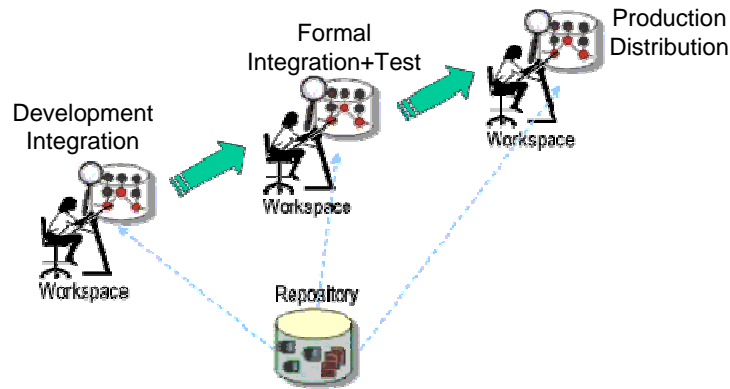 Production
Distribution
Formal
Integration+Test
Development
Integration
Workspace
Workspace
Workspace
Repository